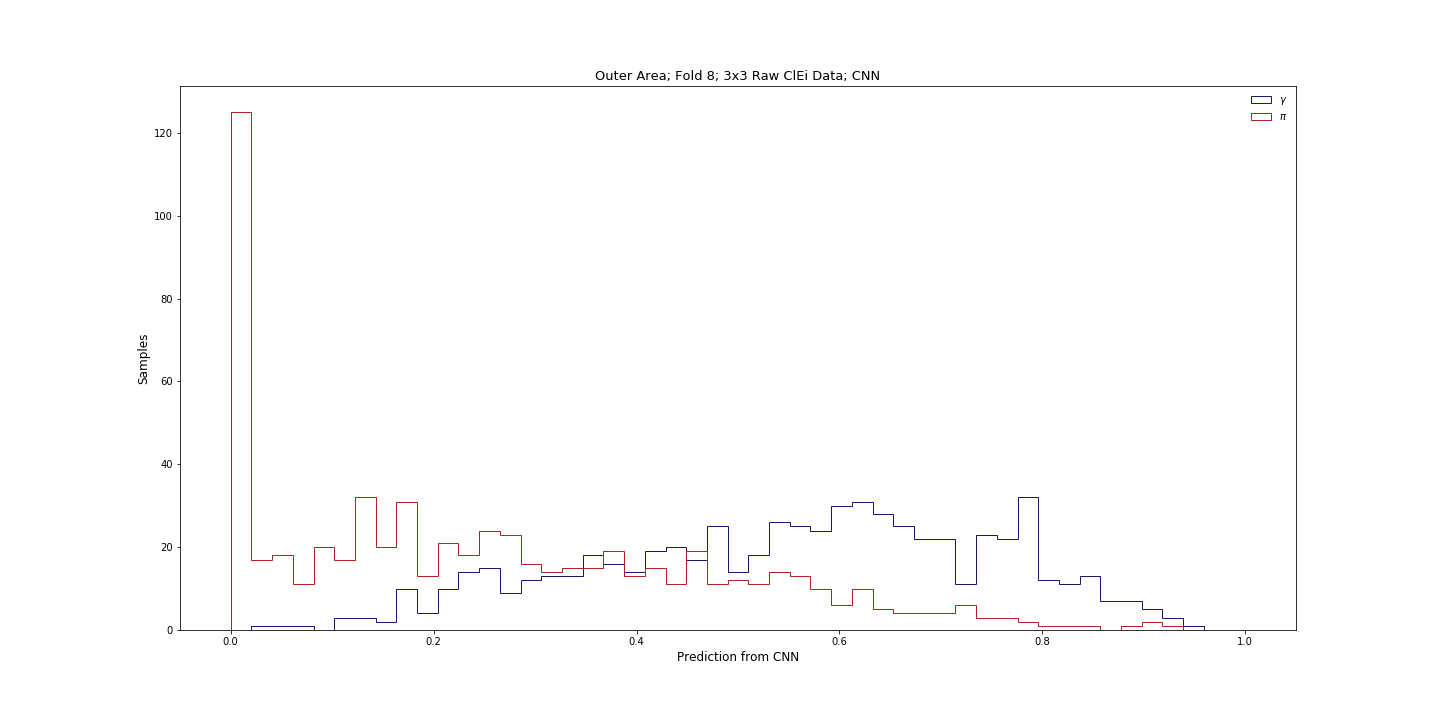 Outer Area; Fold 8; 3x3 Raw ClEi Data; CNN
γ
π
120
100
80
60
40
20
0
Samples
0.0 0.2 0.4 0.6 0.8 1.0
Prediction from CNN